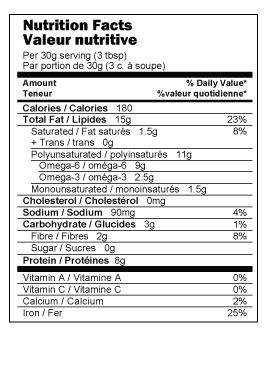 Nutrition Facts
Valeur nutritive
Per 30g serving (3 tbsp)
Par portion de 30g (3 c. à soupe)
Amount % Daily Value*
Teneur %valeur quotidienne*
Calories / Calories 180
Total Fat / Lipides 15g 23%
Saturated / Fat saturés 1.5g 8%
+ Trans / trans 0g
Polyunsaturated / polyinsaturés 11g
Omega-6 / oméga-6 9g
Omega-3 / oméga-3 2.5g
Monounsaturated / monoinsaturés 1.5g
Cholesterol / Cholestérol 0mg
Sodium / Sodium 90mg 4%
Carbohydrate / Glucides 3g 1%
Fibre / Fibres 2g 8%
Sugar / Sucres 0g
Protein / Protéines 8g
Vitamin A / Vitamine A 0%
Vitamin C / Vitamine C 0%
Calcium / Calcium 2%
Iron / Fer 25%